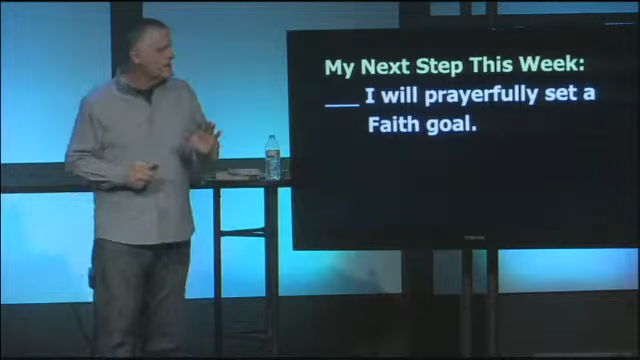 My Next Step This Week:
___ I will prayerfully set a
Faith goal.